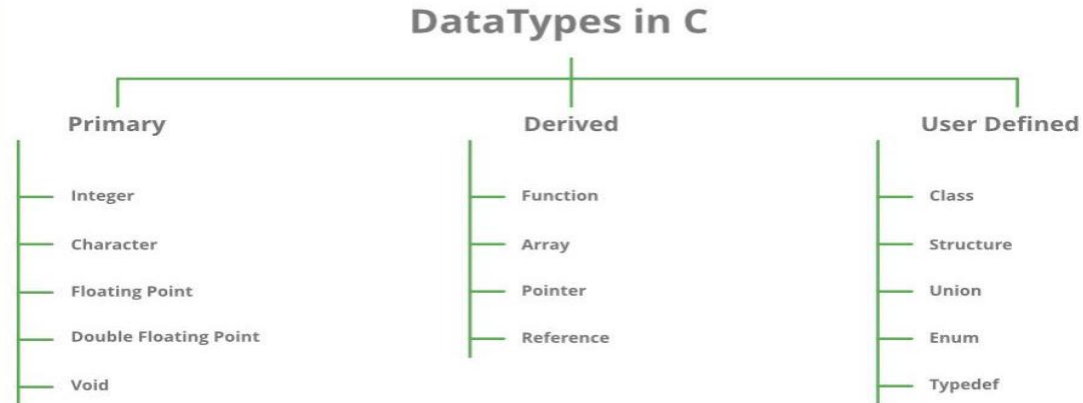 DataTypes in C
Primary
Integer
Character
Floating Point
Double Floating Point
Void
Derived
Function
Array
Pointer
Reference
User Defined
Class
Structure
Union
Enum
Typedef